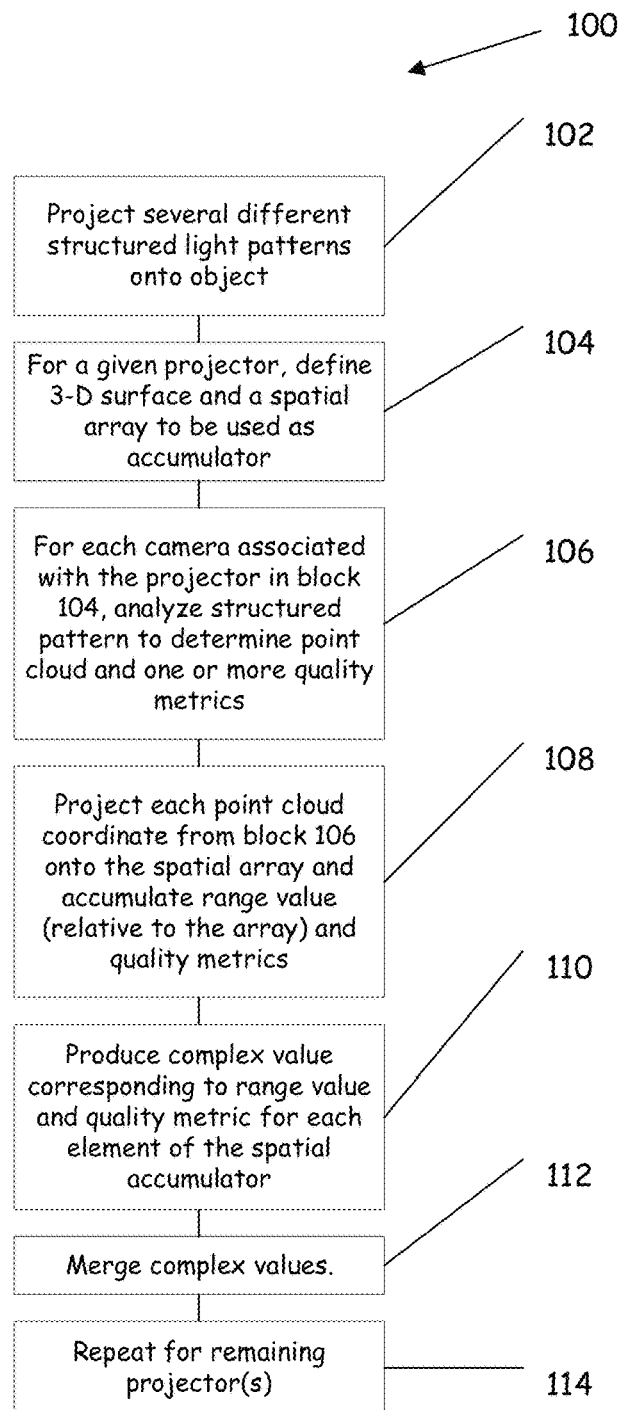 100
102
Project several different
structured light patterns
onto object
104
For a given projector, define
3-D surface and a spatial
array to be used as
accumulator
106
For each camera associated
with the projector in block
104, analyze structured
pattern to determine point
cloud and one or more quality
metrics
108
Project each point cloud
coordinate from block 106
onto the spatial array and
accumulate range value
(relative to the array) and
quality metrics
110
Produce complex value
corresponding to range value
and quality metric for each
element of the spatial
accumulator
112
Merge complex values.
Repeat for remaining
projector(s)
114